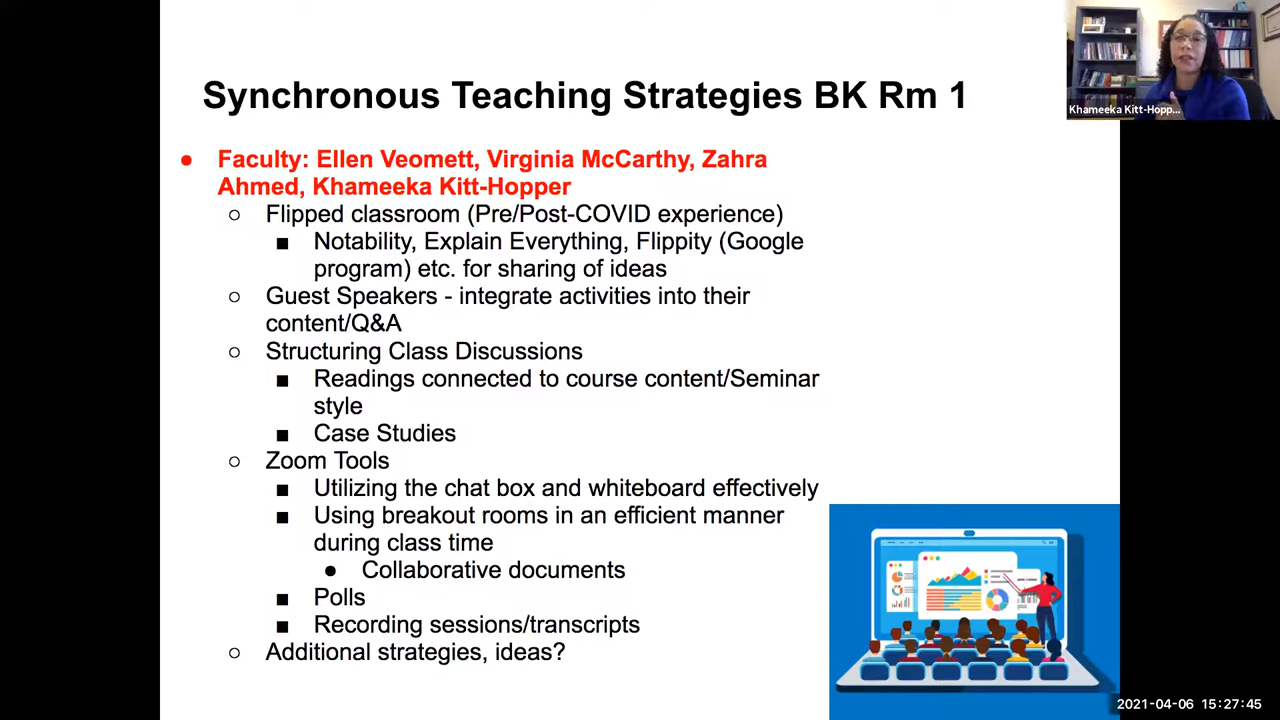 Synchronous Teaching Strategies BK Rm 1
Khameeka Kitt-Hopp...
● Faculty: Ellen Veomett, Virginia McCarthy, Zahra
Ahmed, Khameeka Kitt-Hopper
○ Flipped classroom (Pre/Post-COVID experience)
■ Notability, Explain Everything, Flippity (Google
program) etc. for sharing of ideas
○ Guest Speakers - integrate activities into their
content/Q&A
○ Structuring Class Discussions
■ Readings connected to course content/Seminar
style
■ Case Studies
○ Zoom Tools
■ Utilizing the chat box and whiteboard effectively
■ Using breakout rooms in an efficient manner
during class time
● Collaborative documents
■ Polls
■ Recording sessions/transcripts
○ Additional strategies, ideas?
2021-04-06 15:27:45